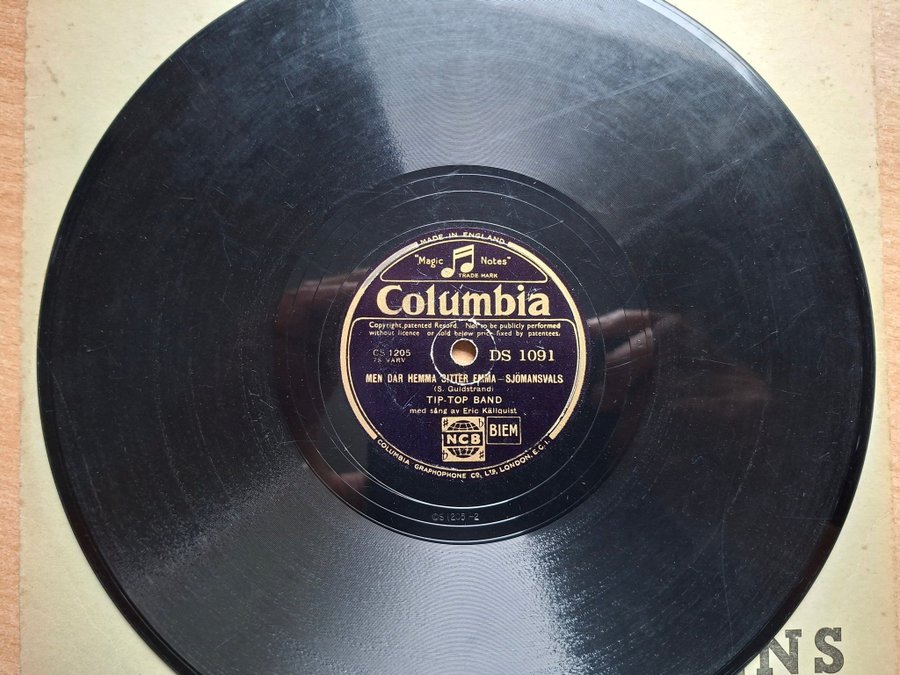 MADE IN ENGLAND
"Magic Notes"
TRADE MARK
Columbia
Copyright, patented Record. Not to be publicly performed
without licence or sold below price fixed by patentees.
CS 1205
78 VARV
DS 1091
MEN DÄR HEMMA SITTER EMMA - SJÖMANSVALS
(S. Guldstrand)
TIP-TOP BAND
med sång av Eric Källquist
NCB
BIEM
COLUMBIA GRAPHOPHONE CO, LTD, LONDON, E.C.1.
CS1205-2
NS